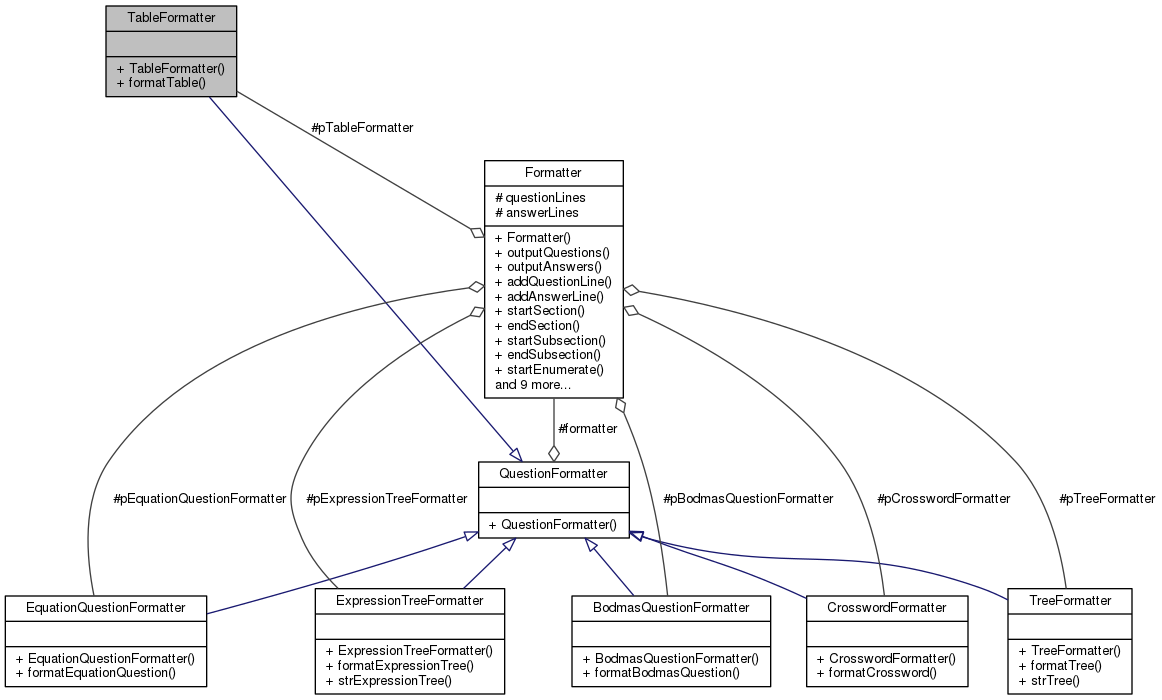 TableFormatter
+ TableFormatter()
+ formatTable()
#pTableFormatter
Formatter
# questionLines
# answerLines
+ Formatter()
+ outputQuestions()
+ outputAnswers()
+ addQuestionLine()
+ addAnswerLine()
+ startSection()
+ endSection()
+ startSubsection()
+ endSubsection()
+ startEnumerate()
and 9 more...
#formatter
QuestionFormatter
+ QuestionFormatter()
#pEquationQuestionFormatter
#pExpressionTreeFormatter
#pBodmasQuestionFormatter
#pCrosswordFormatter
#pTreeFormatter
EquationQuestionFormatter
+ EquationQuestionFormatter()
+ formatEquationQuestion()
ExpressionTreeFormatter
+ ExpressionTreeFormatter()
+ formatExpressionTree()
+ strExpressionTree()
BodmasQuestionFormatter
+ BodmasQuestionFormatter()
+ formatBodmasQuestion()
CrosswordFormatter
+ CrosswordFormatter()
+ formatCrossword()
TreeFormatter
+ TreeFormatter()
+ formatTree()
+ strTree()